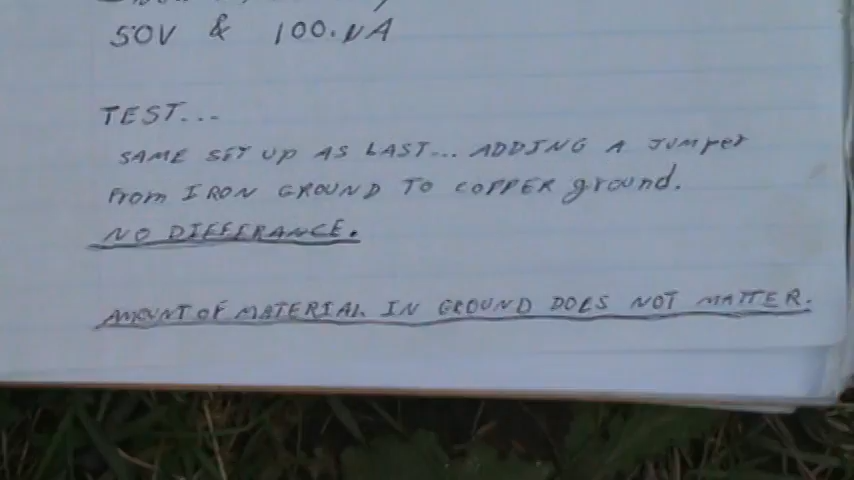 50V & 100.NA
TEST...
SAME SET UP AS LAST... ADDING A JUMPER
From IRON GROUND TO COPPER ground.
NO DIFFERANCE.
AMOUNT OF MATERIAL IN GROUND DOES NOT MATTER.